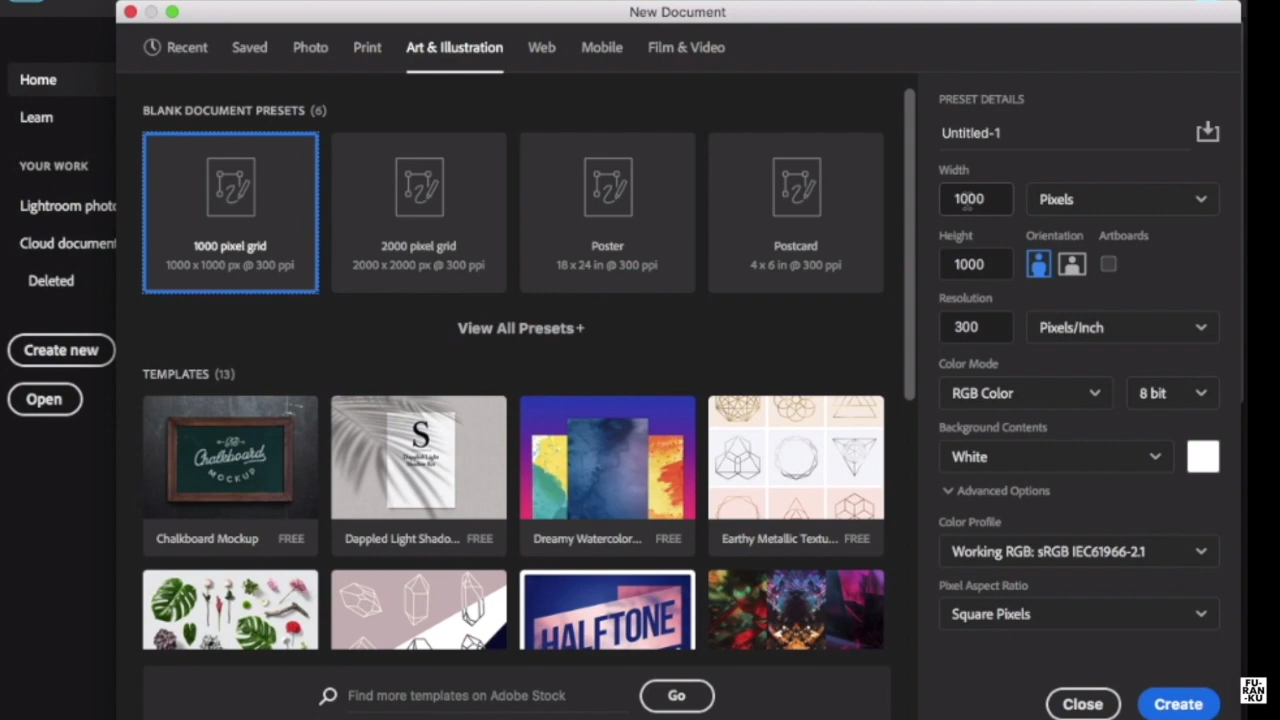 New Document
Recent Saved Photo Print Art & Illustration Web Mobile Film & Video
Home
Learn
YOUR WORK
Lightroom photo
Cloud document
Deleted
Create new
Open
BLANK DOCUMENT PRESETS (6)
1000 pixel grid
1000 x 1000 px @ 300 ppi
2000 pixel grid
2000 x 2000 px @ 300 ppi
Poster
18 x 24 in @ 300 ppi
Postcard
4 x 6 in @ 300 ppi
View All Presets+
TEMPLATES (13)
Chalkboard
MOCKUP
Chalkboard Mockup FREE
S
Dappled Light
Shadow Kit
Dappled Light Shado... FREE
Dreamy Watercolor... FREE
Earthy Metallic Textu... FREE
HALFTONE
Find more templates on Adobe Stock
Go
PRESET DETAILS
Untitled-1
Width
1000 Pixels
Height Orientation Artboards
1000
Resolution
300 Pixels/Inch
Color Mode
RGB Color 8 bit
Background Contents
White
Advanced Options
Color Profile
Working RGB: sRGB IEC61966-2.1
Pixel Aspect Ratio
Square Pixels
Close Create
FU-
RAN-
KU